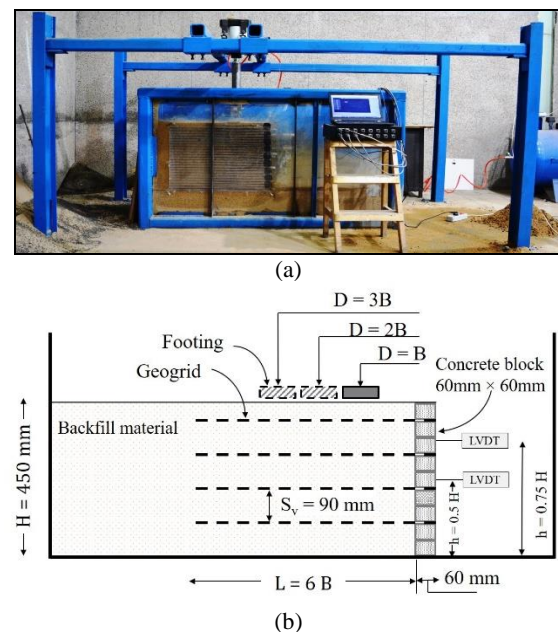 (a)
D = 3B
D = 2B
D = B
Footing
Geogrid
Concrete block
60mm × 60mm
Backfill material
LVDT
LVDT
H = 450 mm
Sᵥ = 90 mm
h = 0.5 H
h = 0.75 H
L = 6 B
60 mm
(b)